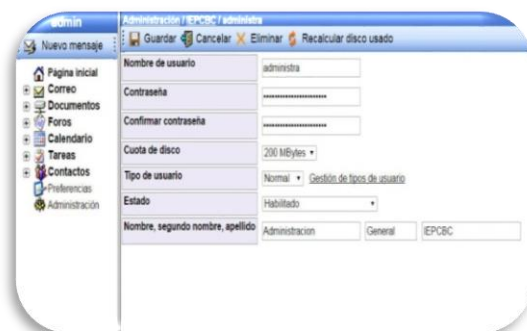 admin
Nuevo mensaje
Página inicial
Correo
Documentos
Foros
Calendario
Tareas
Contactos
Preferencias
Administración
Administración / IEPCBC / administra
Guardar Cancelar Eliminar Recalcular disco usado
Nombre de usuario administra
Contraseña ••••••••••••••••••••••
Confirmar contraseña ••••••••••••••••••••••
Cuota de disco 200 MBytes
Tipo de usuario Normal Gestión de tipos de usuario
Estado Habilitado
Nombre, segundo nombre, apellido Administracion General IEPCBC